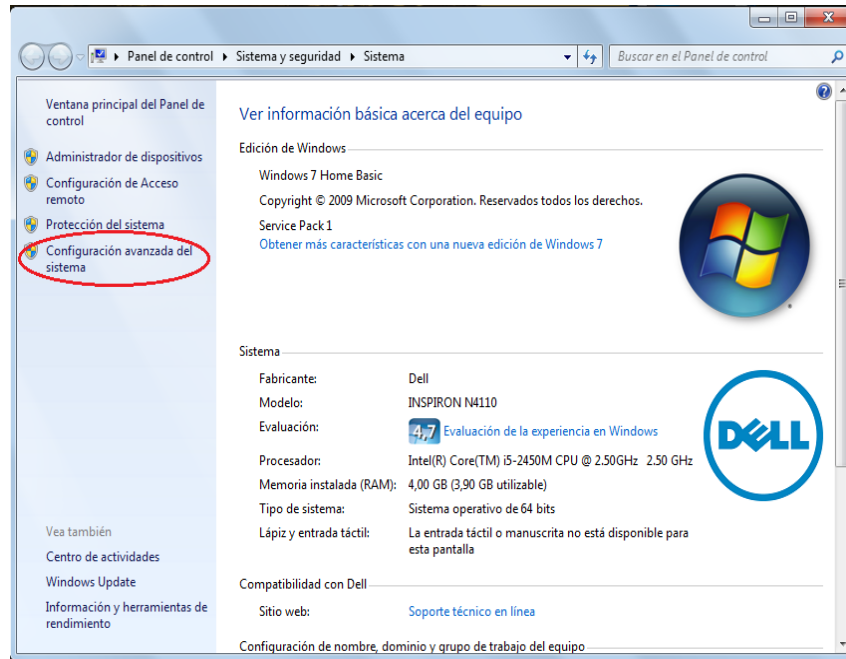 Panel de control ▸ Sistema y seguridad ▸ Sistema
Buscar en el Panel de control
Ventana principal del Panel de
control
Administrador de dispositivos
Configuración de Acceso
remoto
Protección del sistema
Configuración avanzada del
sistema
Vea también
Centro de actividades
Windows Update
Información y herramientas de
rendimiento
Ver información básica acerca del equipo
Edición de Windows
Windows 7 Home Basic
Copyright © 2009 Microsoft Corporation. Reservados todos los derechos.
Service Pack 1
Obtener más características con una nueva edición de Windows 7
Sistema
Fabricante: Dell
Modelo: INSPIRON N4110
Evaluación: 4,7 Evaluación de la experiencia en Windows
Procesador: Intel(R) Core(TM) i5-2450M CPU @ 2.50GHz 2.50 GHz
Memoria instalada (RAM): 4,00 GB (3,90 GB utilizable)
Tipo de sistema: Sistema operativo de 64 bits
Lápiz y entrada táctil: La entrada táctil o manuscrita no está disponible para
esta pantalla
DELL
Compatibilidad con Dell
Sitio web: Soporte técnico en línea
Configuración de nombre, dominio y grupo de trabajo del equipo